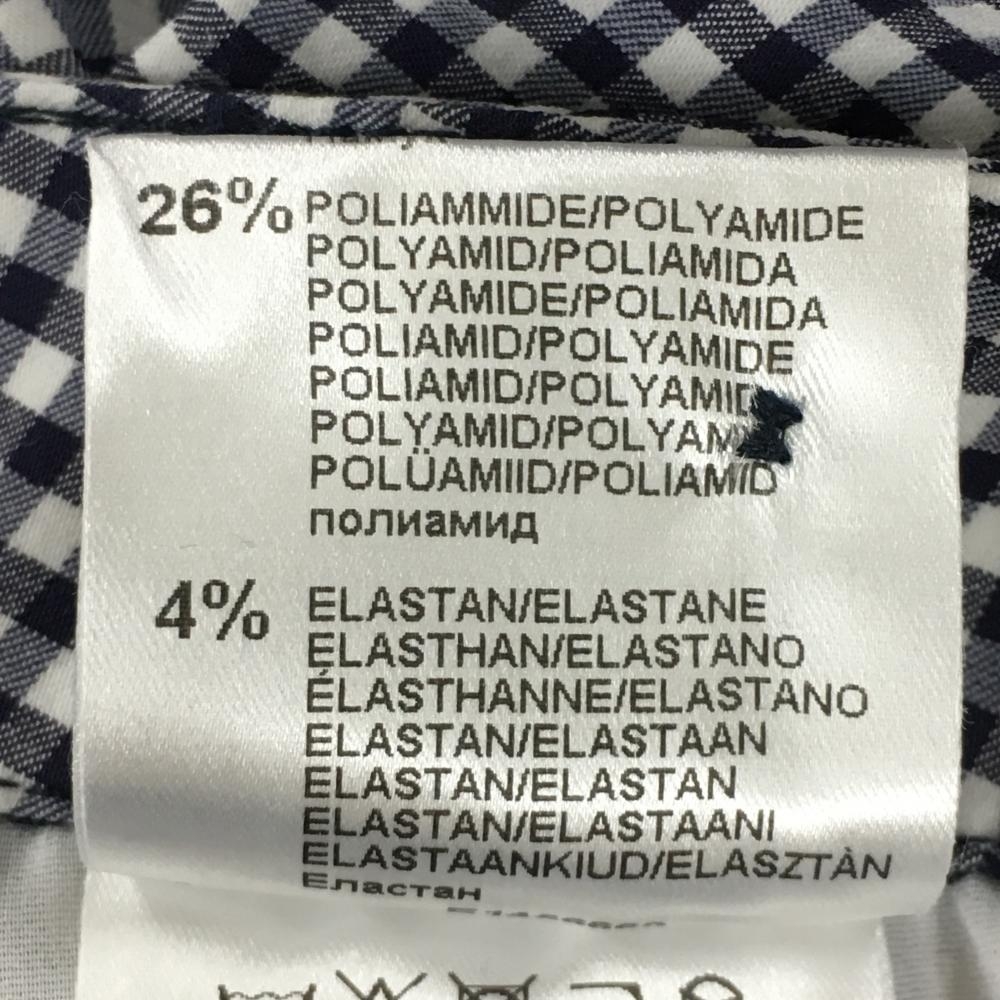 26% POLIAMMIDE/POLYAMIDE
POLYAMID/POLIAMIDA
POLYAMIDE/POLIAMIDA
POLIAMID/POLYAMIDE
POLIAMID/POLYAMID
POLYAMID/
POLÜAMIID/POLIAMID
полиамид
4% ELASTAN/ELASTANE
ELASTHAN/ELASTANO
ÉLASTHANNE/ELASTANO
ELASTAN/ELASTAAN
ELASTAN/ELASTAN
ELASTAN/ELASTAANI
ELASTAANKIUD/ELASZTÀN
Еластан